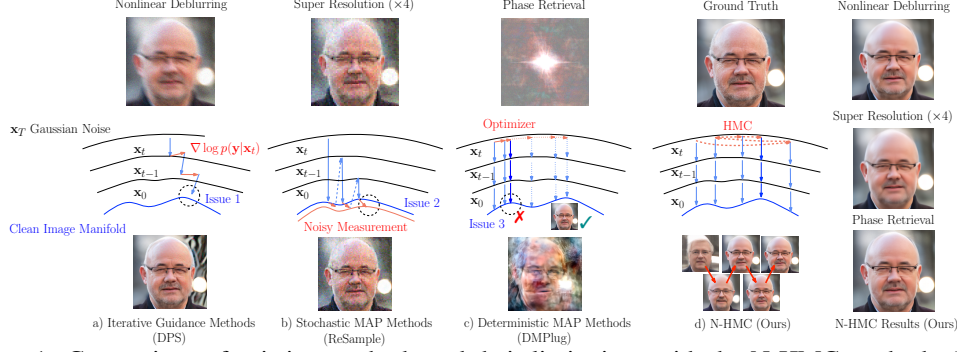 Nonlinear Deblurring
Super Resolution (×4)
Phase Retrieval
Ground Truth
Nonlinear Deblurring
x_T Gaussian Noise
x_t
∇ log p(y|x_t)
x_{t−1}
x_0
Issue 1
Clean Image Manifold
x_t
x_{t−1}
x_0
Issue 2
Noisy Measurement
Optimizer
x_t
x_{t−1}
x_0
Issue 3
✗
✓
HMC
x_t
x_{t−1}
x_0
Super Resolution (×4)
Phase Retrieval
a) Iterative Guidance Methods
(DPS)
b) Stochastic MAP Methods
(ReSample)
c) Deterministic MAP Methods
(DMPlug)
d) N-HMC (Ours)
N-HMC Results (Ours)